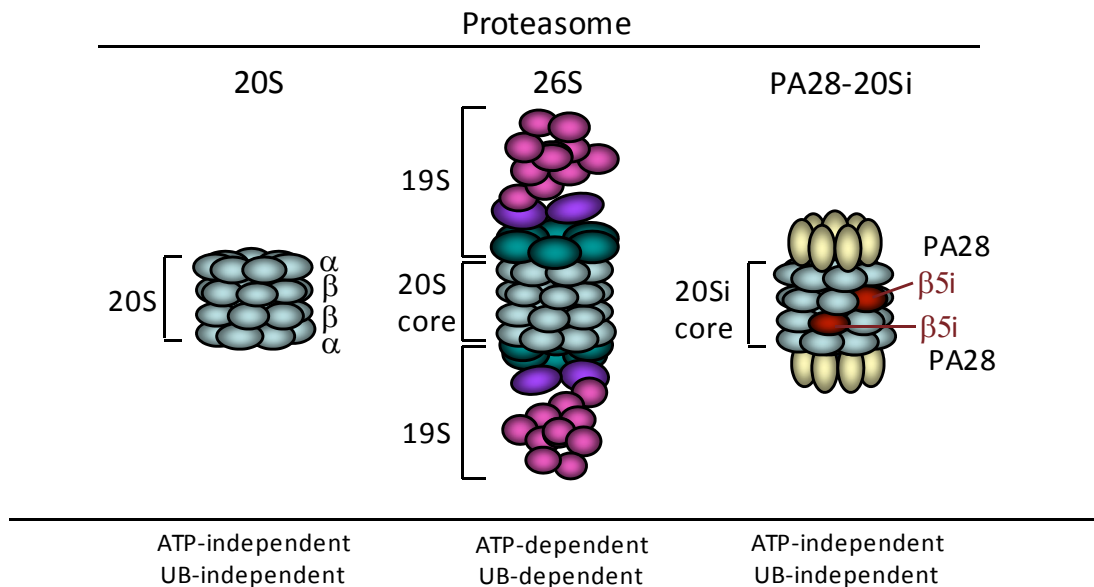 Proteasome
20S
26S
PA28-20Si
19S
20S
α
β
β
α
20S
core
19S
20Si
core
PA28
β5i
β5i
PA28
ATP-independent
UB-independent
ATP-dependent
UB-dependent
ATP-independent
UB-independent